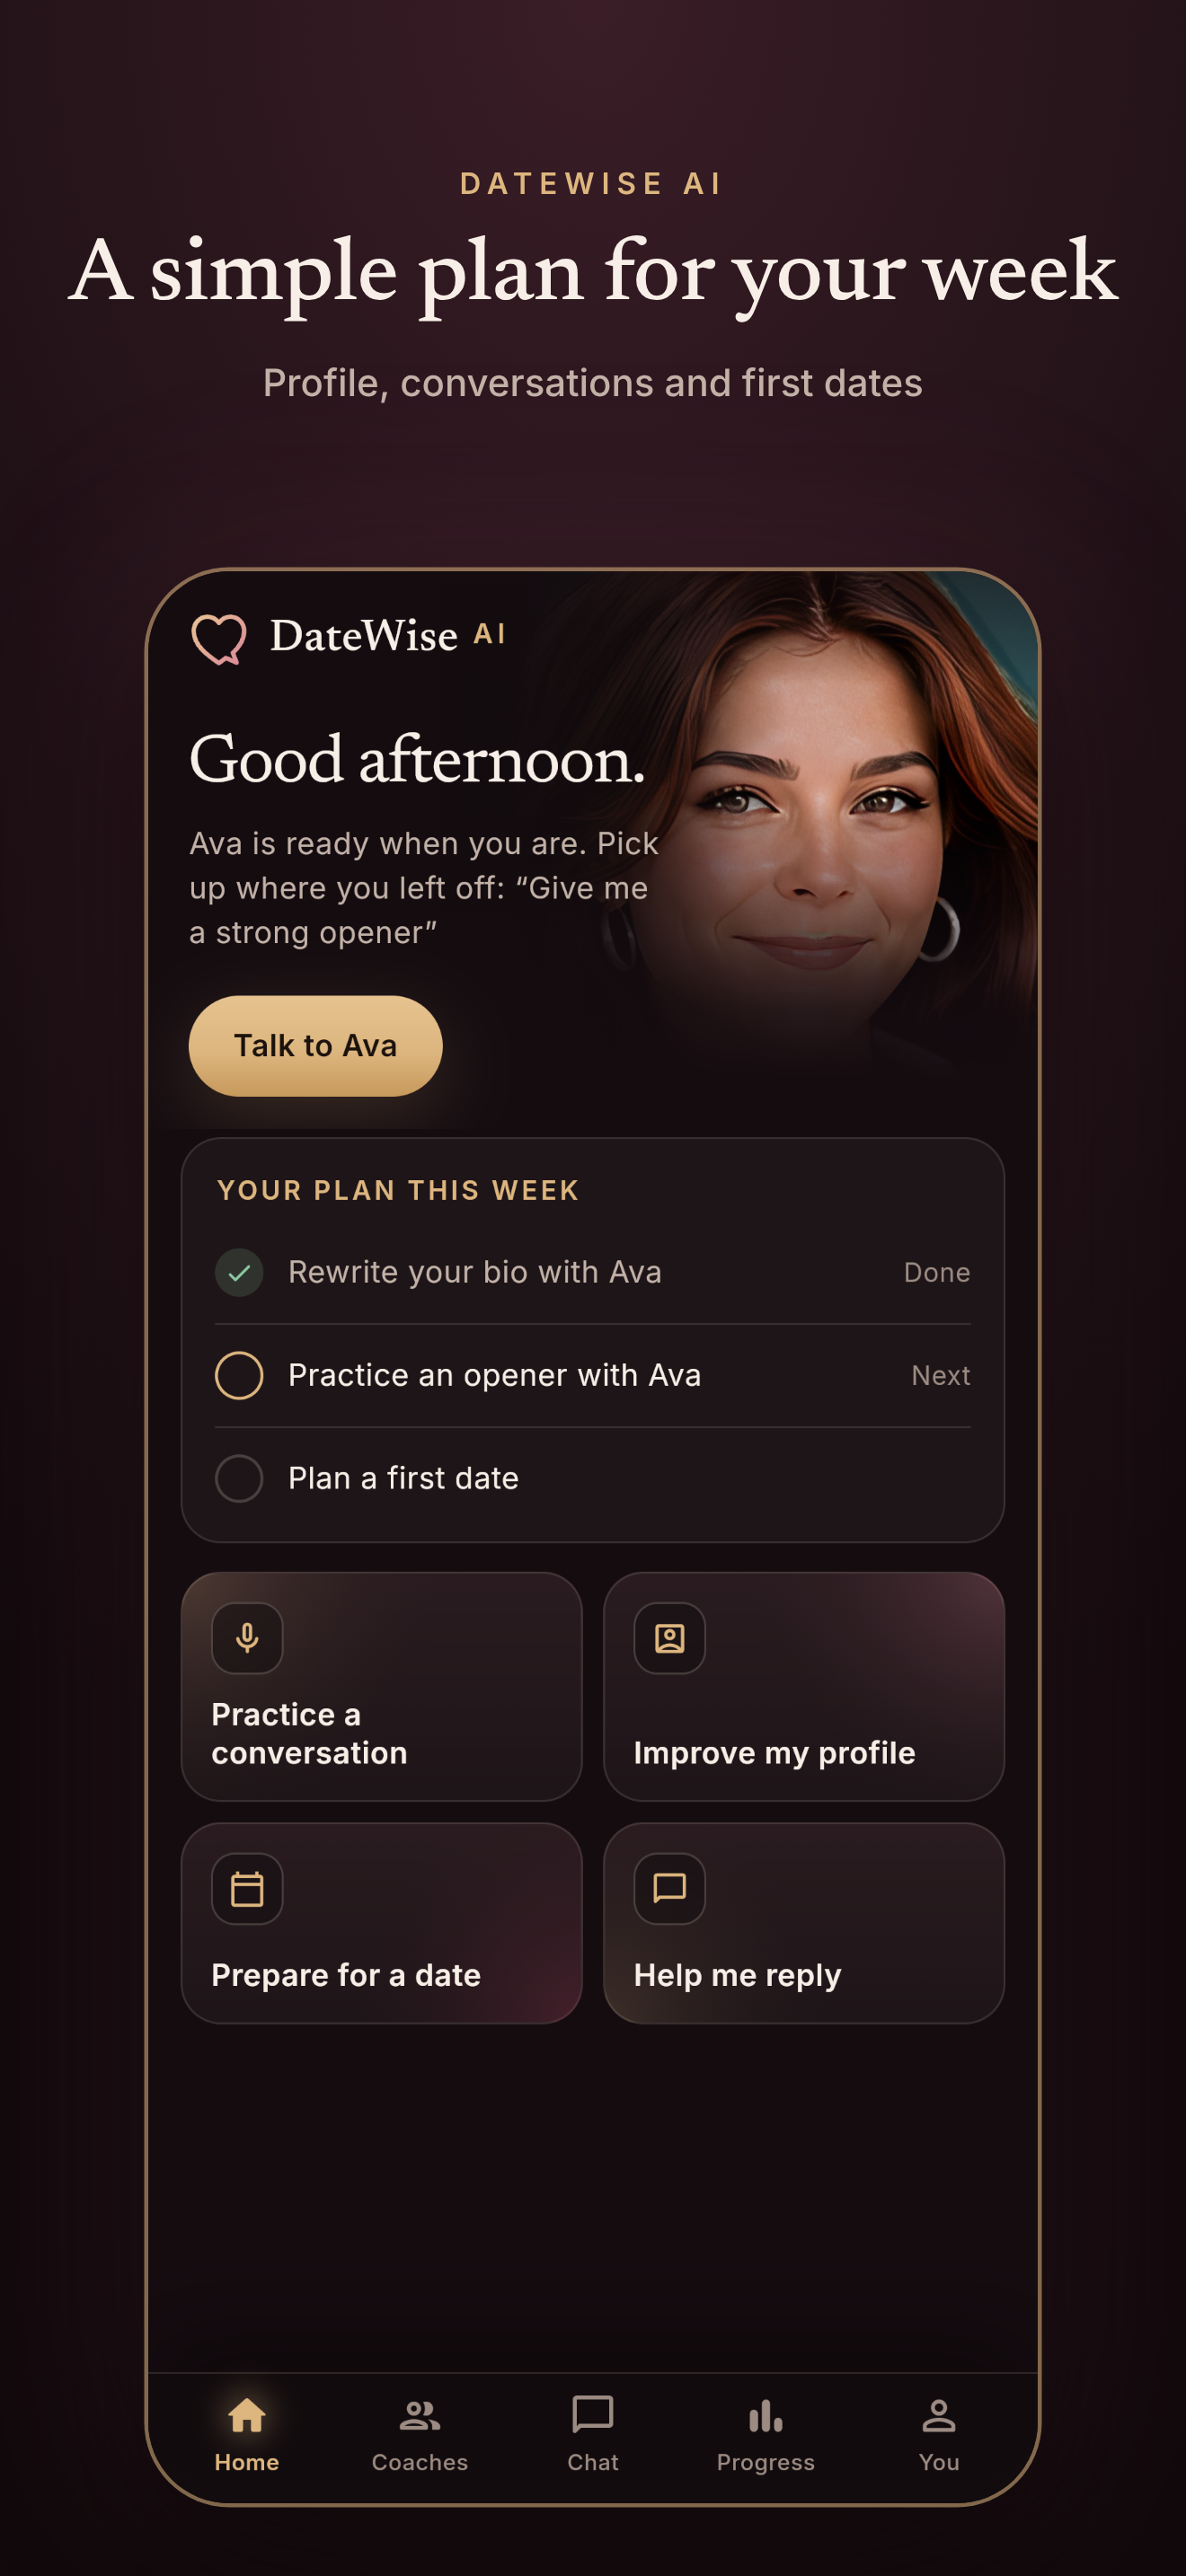 DATEWISE AI
A simple plan for your week
Profile, conversations and first dates
DateWise AI
Good afternoon.
Ava is ready when you are. Pick
up where you left off: “Give me
a strong opener”
Talk to Ava
YOUR PLAN THIS WEEK
Rewrite your bio with Ava Done
Practice an opener with Ava Next
Plan a first date
Practice a
conversation
Improve my profile
Prepare for a date
Help me reply
Home Coaches Chat Progress You